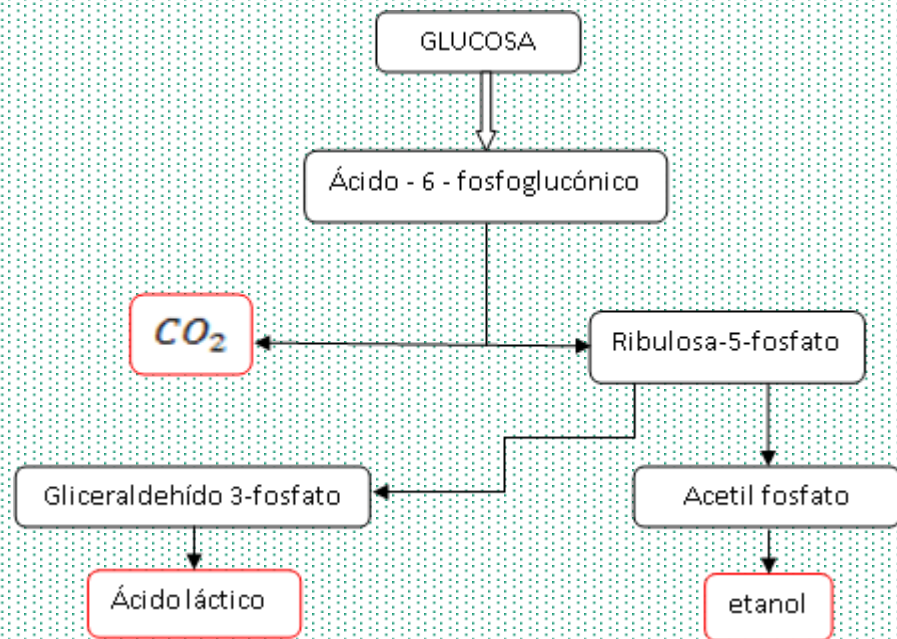 GLUCOSA
Ácido - 6 - fosfoglucónico
CO₂
Ribulosa-5-fosfato
Gliceraldehído 3-fosfato
Acetil fosfato
Ácido láctico
etanol